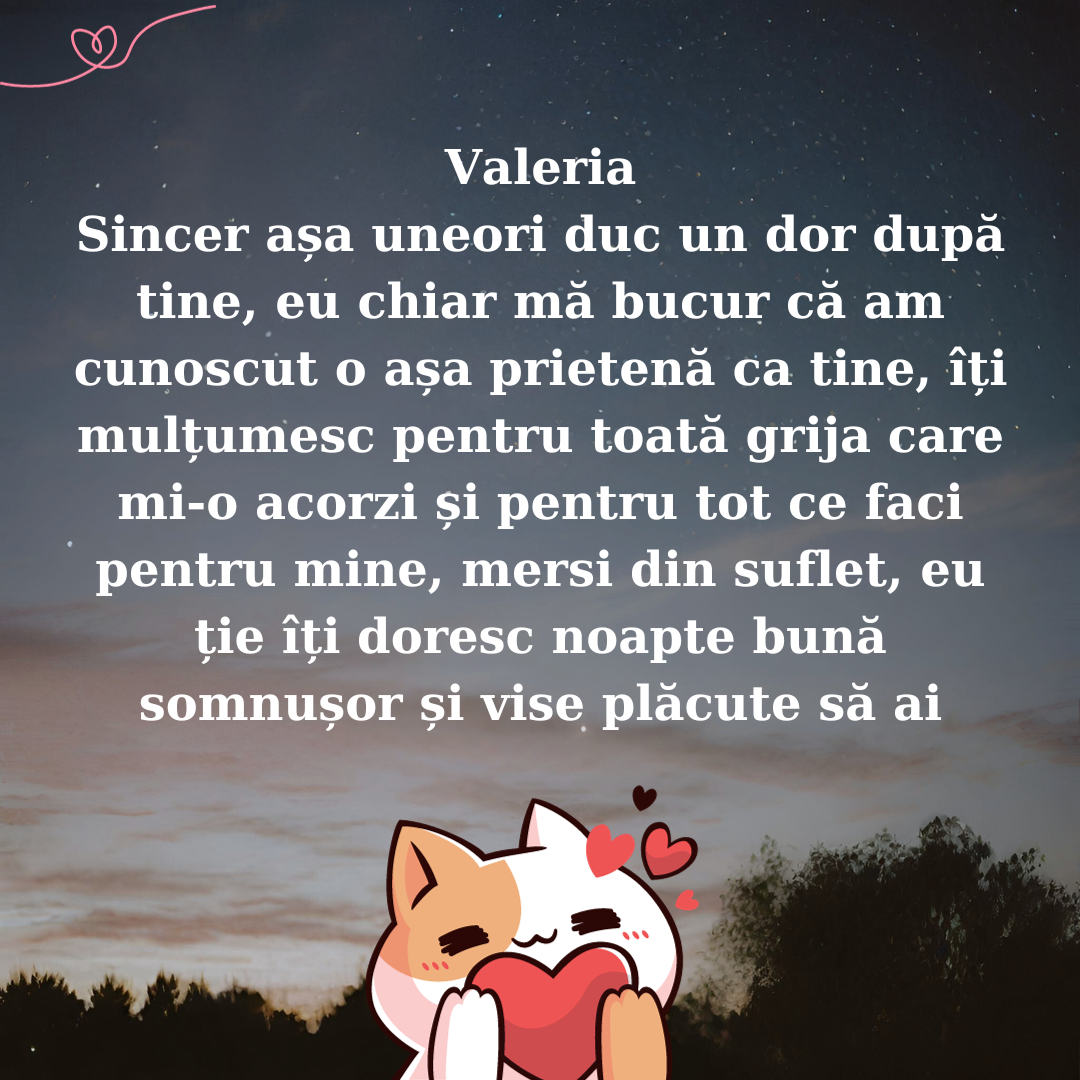 Valeria
Sincer așa uneori duc un dor după
tine, eu chiar mă bucur că am
cunoscut o așa prietenă ca tine, îți
mulțumesc pentru toată grija care
mi-o acorzi și pentru tot ce faci
pentru mine, mersi din suflet, eu
ție îți doresc noapte bună
somnușor și vise plăcute să ai